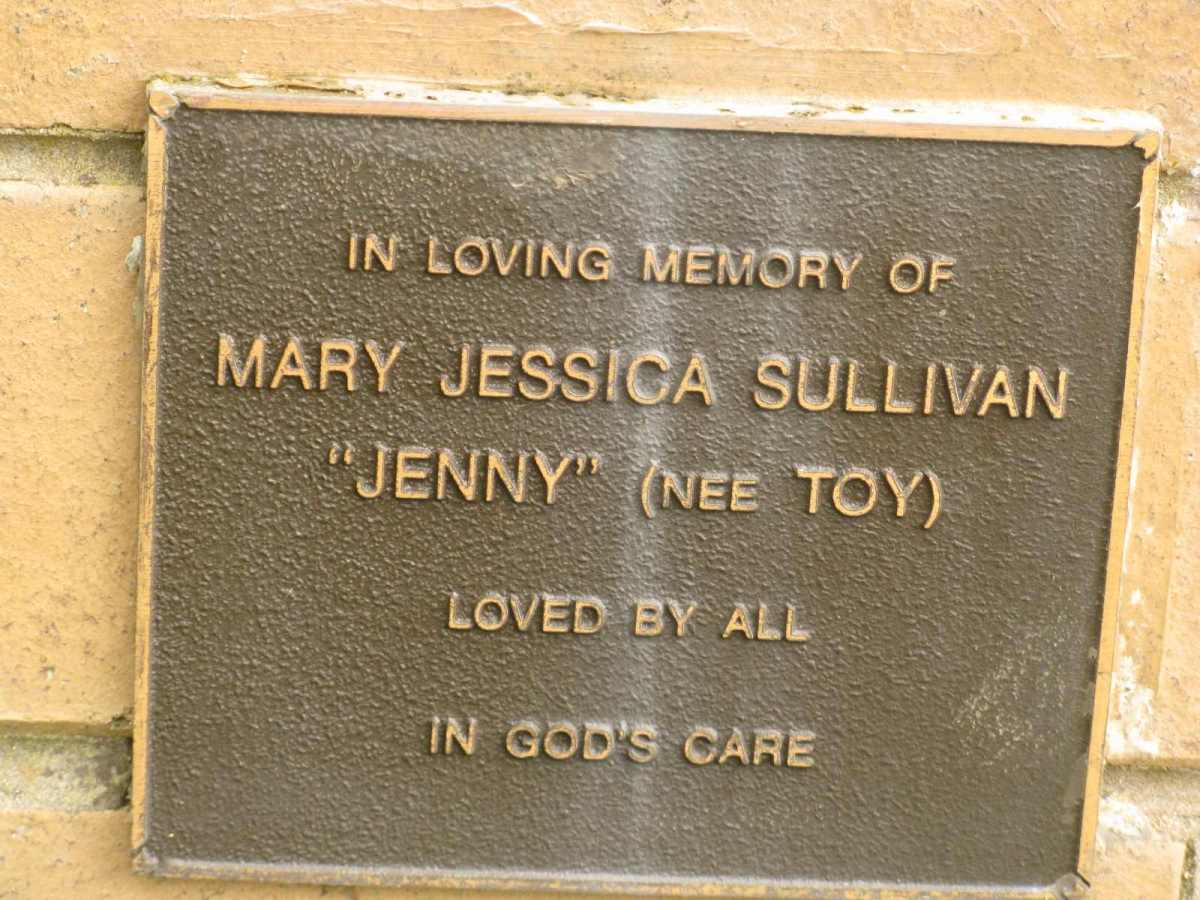 IN LOVING MEMORY OF
MARY JESSICA SULLIVAN
“JENNY” (NEE TOY)
LOVED BY ALL
IN GOD'S CARE